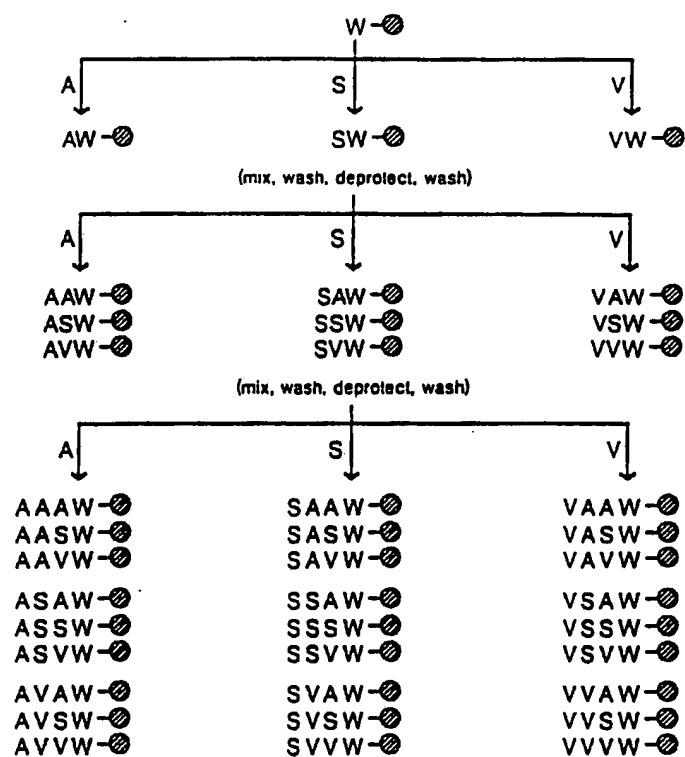 W
A S V
AW SW VW
(mix, wash, deprotect, wash)
A S V
AAW SAW VAW
ASW SSW VSW
AVW SVW VVW
(mix, wash, deprotect, wash)
A S V
AAAW SAAW VAAW
AASW SASW VASW
AAVW SAVW VAVW
ASAW SSAW VSAW
ASSW SSSW VSSW
ASVW SSVW VSVW
AVAW SVAW VVAW
AVSW SVSW VVSW
AVVW SVVW VVVW